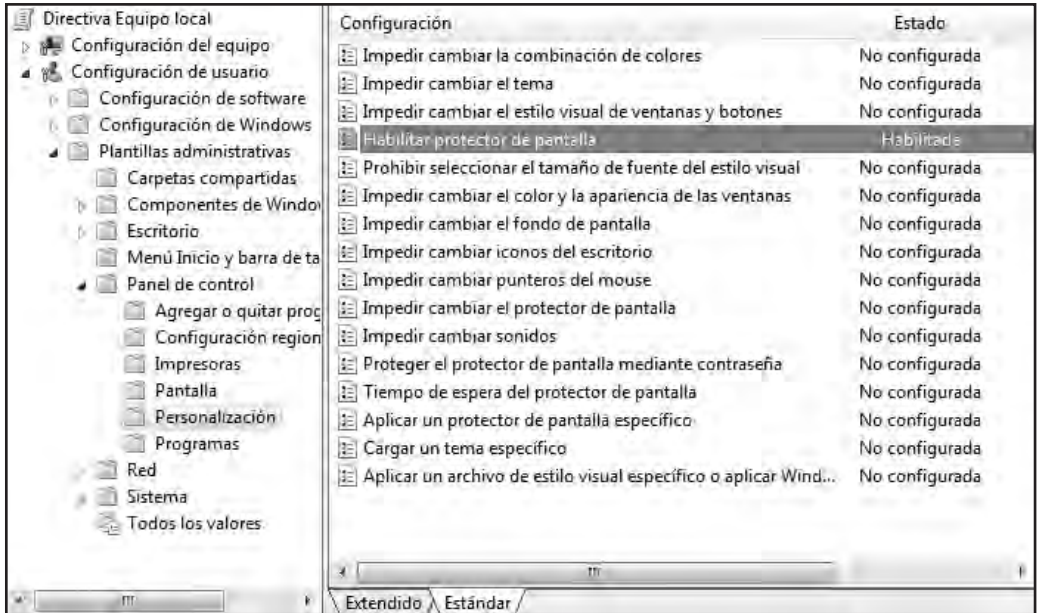 Directiva Equipo local
Configuración del equipo
Configuración de usuario
Configuración de software
Configuración de Windows
Plantillas administrativas
Carpetas compartidas
Componentes de Window
Escritorio
Menú Inicio y barra de ta
Panel de control
Agregar o quitar prog
Configuración region
Impresoras
Pantalla
Personalización
Programas
Red
Sistema
Todos los valores
Configuración Estado
Impedir cambiar la combinación de colores No configurada
Impedir cambiar el tema No configurada
Impedir cambiar el estilo visual de ventanas y botones No configurada
Habilitar protector de pantalla Habilitada
Prohibir seleccionar el tamaño de fuente del estilo visual No configurada
Impedir cambiar el color y la apariencia de las ventanas No configurada
Impedir cambiar el fondo de pantalla No configurada
Impedir cambiar iconos del escritorio No configurada
Impedir cambiar punteros del mouse No configurada
Impedir cambiar el protector de pantalla No configurada
Impedir cambiar sonidos No configurada
Proteger el protector de pantalla mediante contraseña No configurada
Tiempo de espera del protector de pantalla No configurada
Aplicar un protector de pantalla específico No configurada
Cargar un tema específico No configurada
Aplicar un archivo de estilo visual específico o aplicar Wind... No configurada
Extendido Estándar